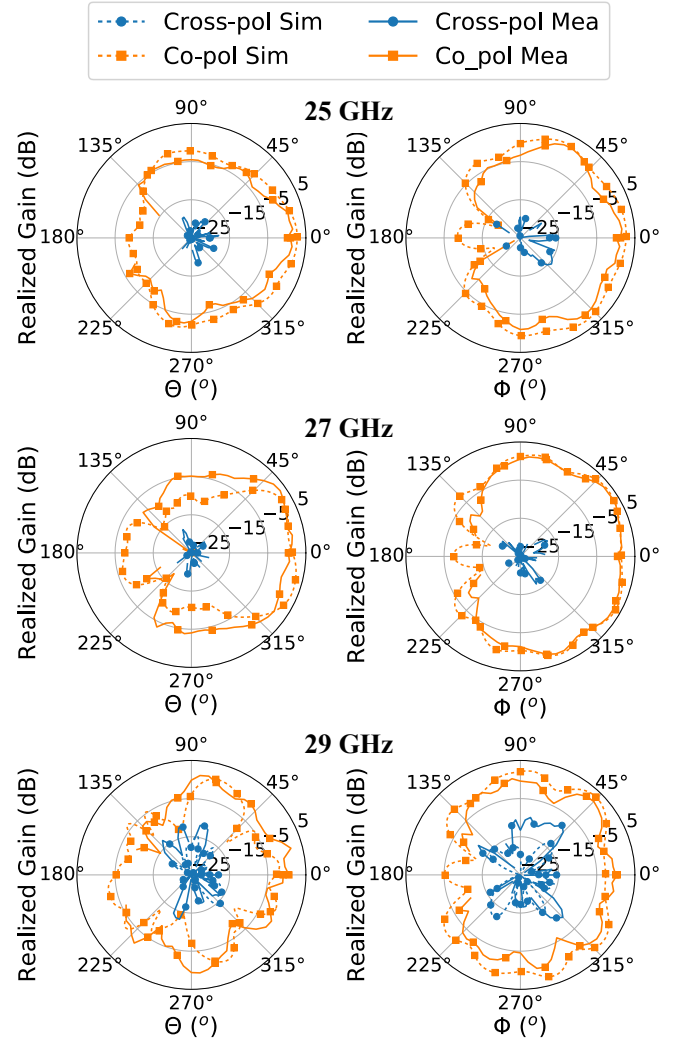 Cross-pol Sim Cross-pol Mea
Co-pol Sim Co_pol Mea
25 GHz
90° 90°
135° 45° 135° 45°
Realized Gain (dB) 180° −25 −15 −5 5 0° Realized Gain (dB) 180° −25 −15 −5 5 0°
225° 315° 225° 315°
270° 270°
Θ (°) Φ (°)
27 GHz
90° 90°
135° 45° 135° 45°
Realized Gain (dB) 180° −25 −15 −5 5 0° Realized Gain (dB) 180° −25 −15 −5 5 0°
225° 315° 225° 315°
270° 270°
Θ (°) Φ (°)
29 GHz
90° 90°
135° 45° 135° 45°
Realized Gain (dB) 180° −25 −15 −5 5 0° Realized Gain (dB) 180° −25 −15 −5 5 0°
225° 315° 225° 315°
270° 270°
Θ (°) Φ (°)